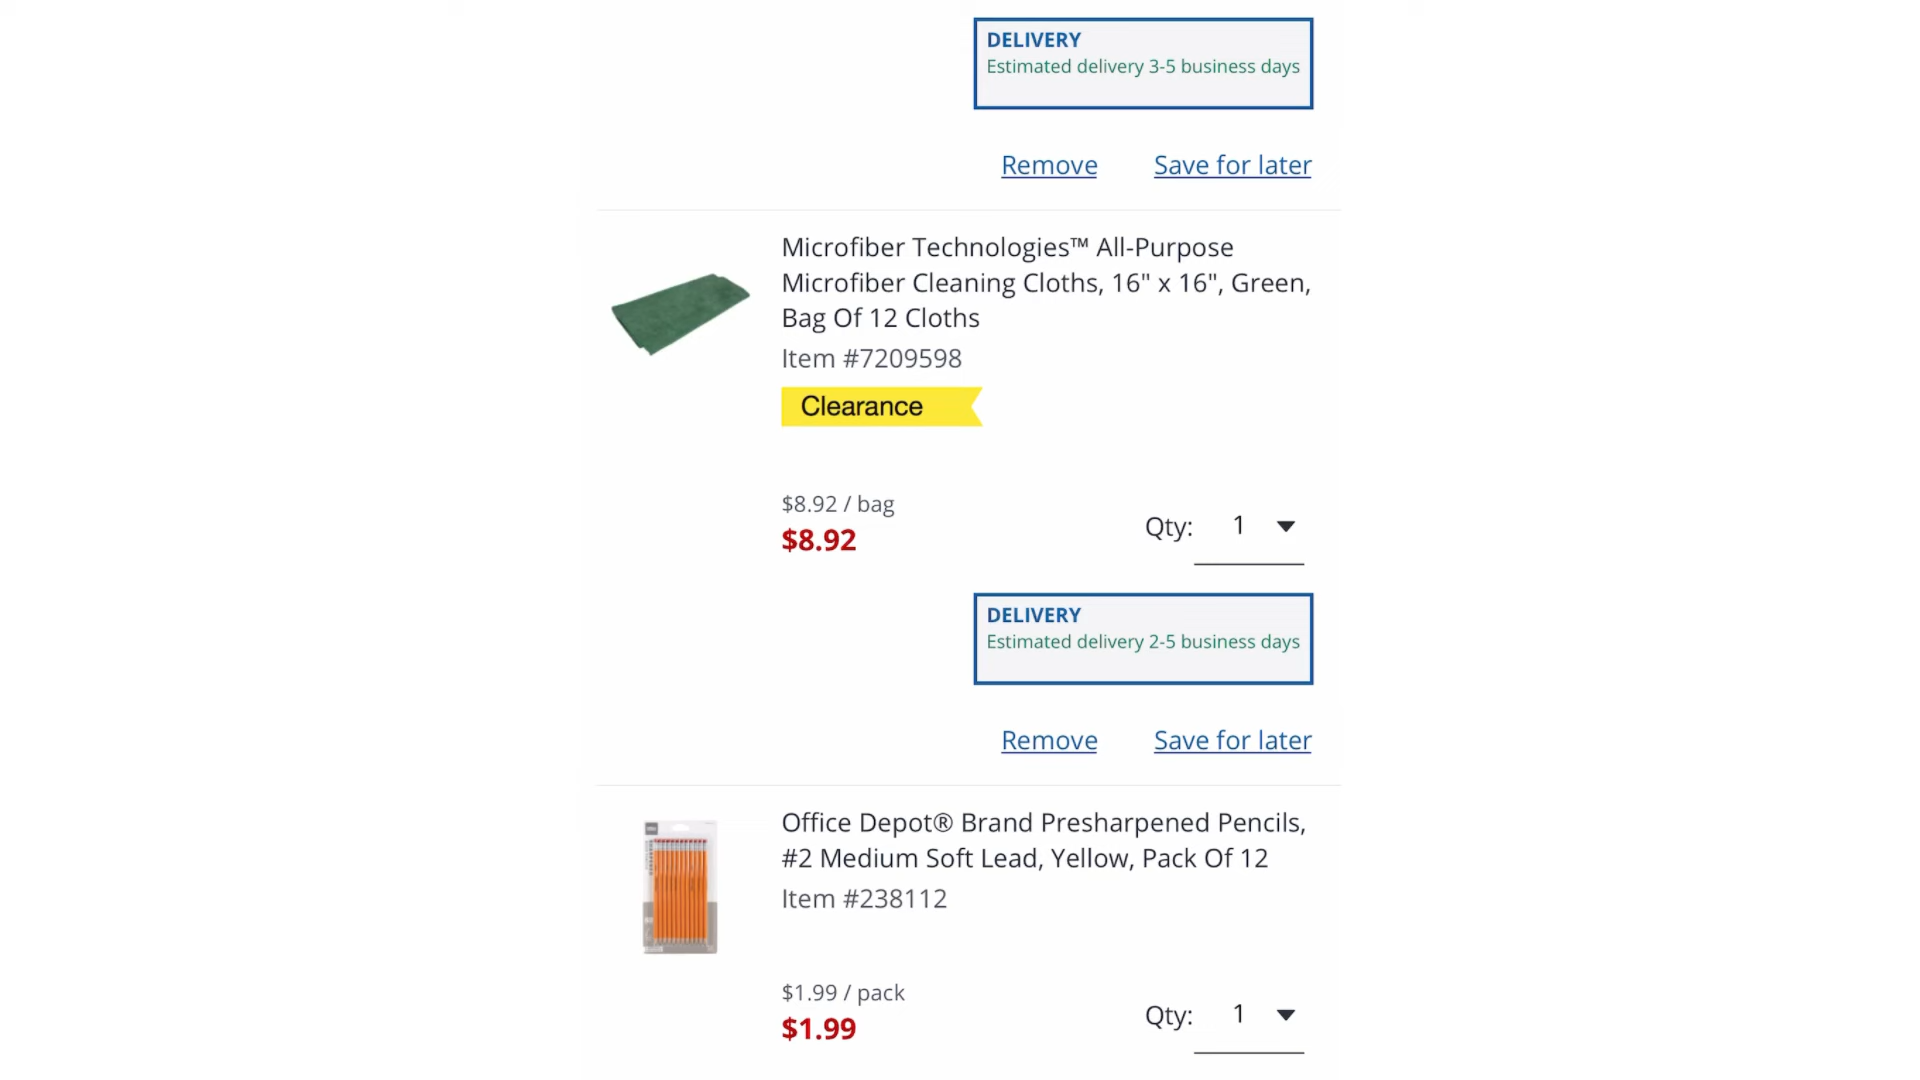 DELIVERY
Estimated delivery 3-5 business days
Remove Save for later
Microfiber Technologies™ All-Purpose
Microfiber Cleaning Cloths, 16" x 16", Green,
Bag Of 12 Cloths
Item #7209598
Clearance
$8.92 / bag
$8.92
Qty: 1
DELIVERY
Estimated delivery 2-5 business days
Remove Save for later
Office Depot® Brand Presharpened Pencils,
#2 Medium Soft Lead, Yellow, Pack Of 12
Item #238112
$1.99 / pack
$1.99
Qty: 1